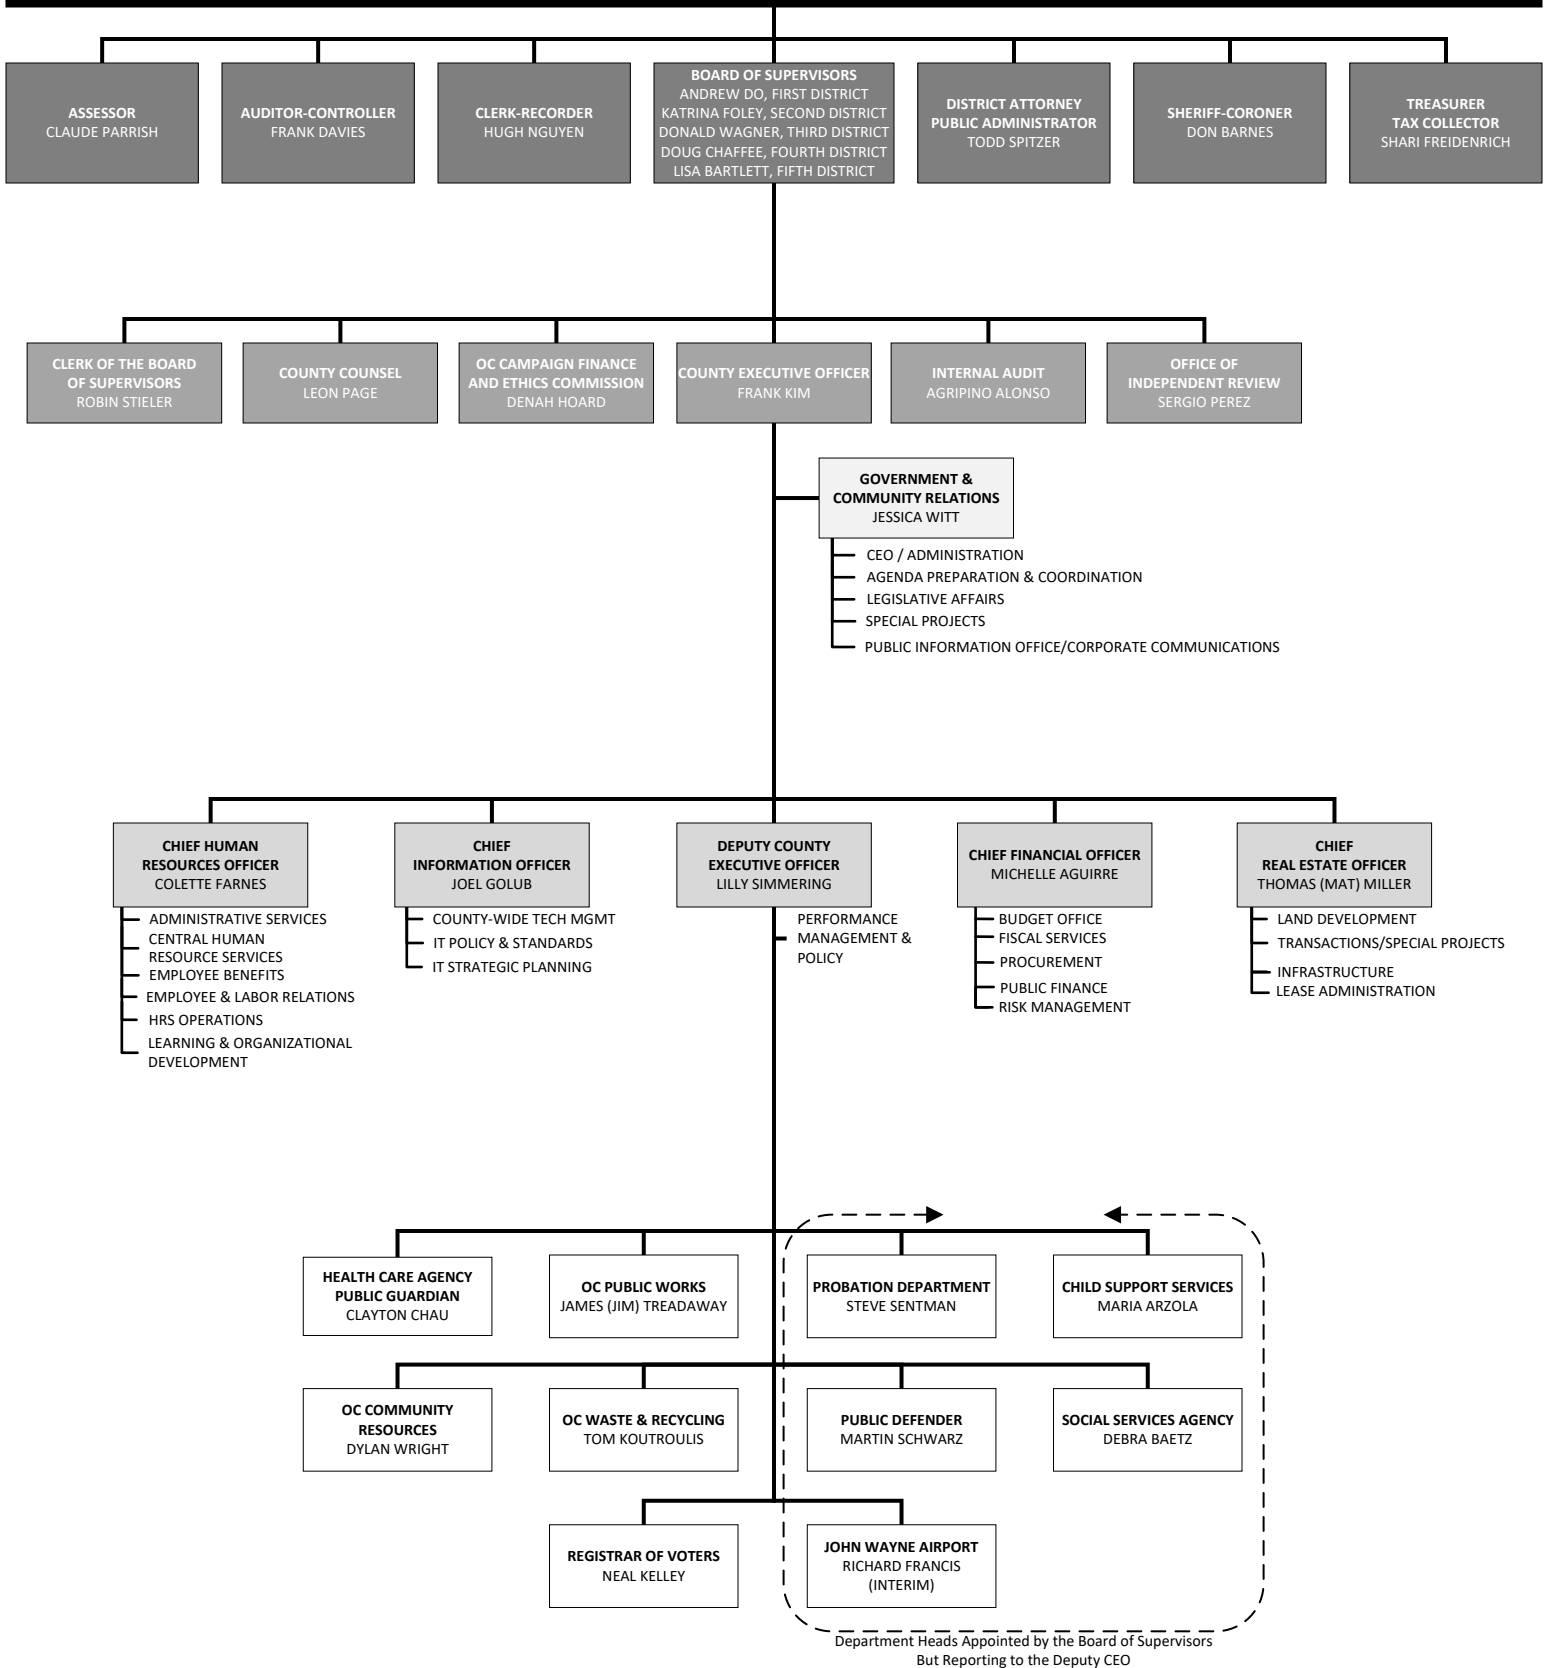 ASSESSOR
CLAUDE PARRISH
AUDITOR-CONTROLLER
FRANK DAVIES
CLERK-RECORDER
HUGH NGUYEN
BOARD OF SUPERVISORS
ANDREW DO, FIRST DISTRICT
KATRINA FOLEY, SECOND DISTRICT
DONALD WAGNER, THIRD DISTRICT
DOUG CHAFFEE, FOURTH DISTRICT
LISA BARTLETT, FIFTH DISTRICT
DISTRICT ATTORNEY
PUBLIC ADMINISTRATOR
TODD SPITZER
SHERIFF-CORONER
DON BARNES
TREASURER
TAX COLLECTOR
SHARI FREIDENRICH
CLERK OF THE BOARD
OF SUPERVISORS
ROBIN STIELER
COUNTY COUNSEL
LEON PAGE
OC CAMPAIGN FINANCE
AND ETHICS COMMISSION
DENAH HOARD
COUNTY EXECUTIVE OFFICER
FRANK KIM
INTERNAL AUDIT
AGRIPINO ALONSO
OFFICE OF
INDEPENDENT REVIEW
SERGIO PEREZ
GOVERNMENT &
COMMUNITY RELATIONS
JESSICA WITT
CEO / ADMINISTRATION
AGENDA PREPARATION & COORDINATION
LEGISLATIVE AFFAIRS
SPECIAL PROJECTS
PUBLIC INFORMATION OFFICE/CORPORATE COMMUNICATIONS
CHIEF HUMAN
RESOURCES OFFICER
COLETTE FARNES
ADMINISTRATIVE SERVICES
CENTRAL HUMAN
RESOURCE SERVICES
EMPLOYEE BENEFITS
EMPLOYEE & LABOR RELATIONS
HRS OPERATIONS
LEARNING & ORGANIZATIONAL
DEVELOPMENT
CHIEF
INFORMATION OFFICER
JOEL GOLUB
COUNTY-WIDE TECH MGMT
IT POLICY & STANDARDS
IT STRATEGIC PLANNING
DEPUTY COUNTY
EXECUTIVE OFFICER
LILLY SIMMERING
PERFORMANCE
MANAGEMENT &
POLICY
CHIEF FINANCIAL OFFICER
MICHELLE AGUIRRE
BUDGET OFFICE
FISCAL SERVICES
PROCUREMENT
PUBLIC FINANCE
RISK MANAGEMENT
CHIEF
REAL ESTATE OFFICER
THOMAS (MAT) MILLER
LAND DEVELOPMENT
TRANSACTIONS/SPECIAL PROJECTS
INFRASTRUCTURE
LEASE ADMINISTRATION
HEALTH CARE AGENCY
PUBLIC GUARDIAN
CLAYTON CHAU
OC PUBLIC WORKS
JAMES (JIM) TREADAWAY
PROBATION DEPARTMENT
STEVE SENTMAN
CHILD SUPPORT SERVICES
MARIA ARZOLA
OC COMMUNITY
RESOURCES
DYLAN WRIGHT
OC WASTE & RECYCLING
TOM KOUTROULIS
PUBLIC DEFENDER
MARTIN SCHWARZ
SOCIAL SERVICES AGENCY
DEBRA BAETZ
REGISTRAR OF VOTERS
NEAL KELLEY
JOHN WAYNE AIRPORT
RICHARD FRANCIS
(INTERIM)
Department Heads Appointed by the Board of Supervisors
But Reporting to the Deputy CEO